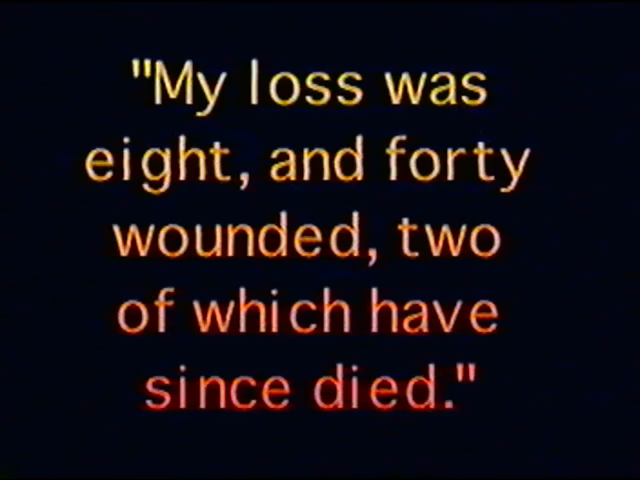 "My loss was
eight, and forty
wounded, two
of which have
since died."